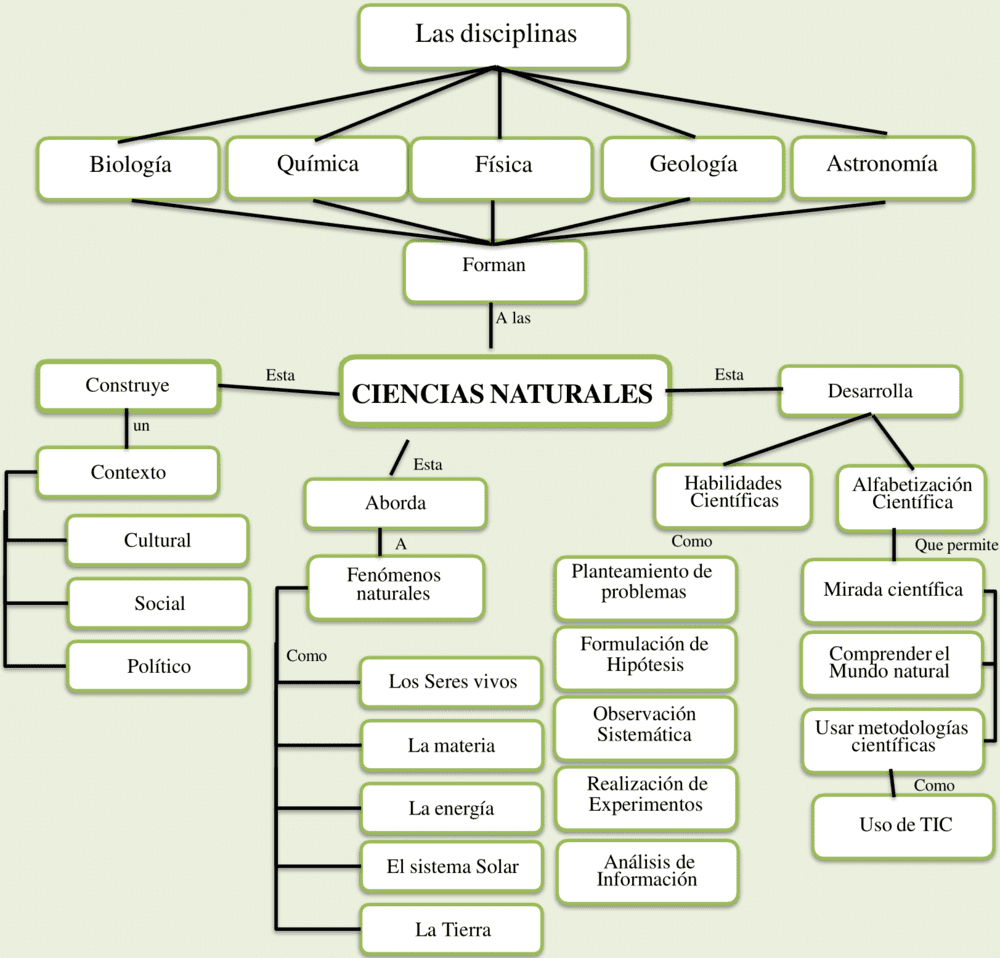 Las disciplinas
Biología
Química
Física
Geología
Astronomía
Forman
A las
CIENCIAS NATURALES
Esta
Construye
un
Contexto
Cultural
Social
Político
Esta
Aborda
A
Fenómenos
naturales
Como
Los Seres vivos
La materia
La energía
El sistema Solar
La Tierra
Esta
Desarrolla
Habilidades
Científicas
Como
Planteamiento de
problemas
Formulación de
Hipótesis
Observación
Sistemática
Realización de
Experimentos
Análisis de
Información
Alfabetización
Científica
Que permite
Mirada científica
Comprender el
Mundo natural
Usar metodologías
científicas
Como
Uso de TIC